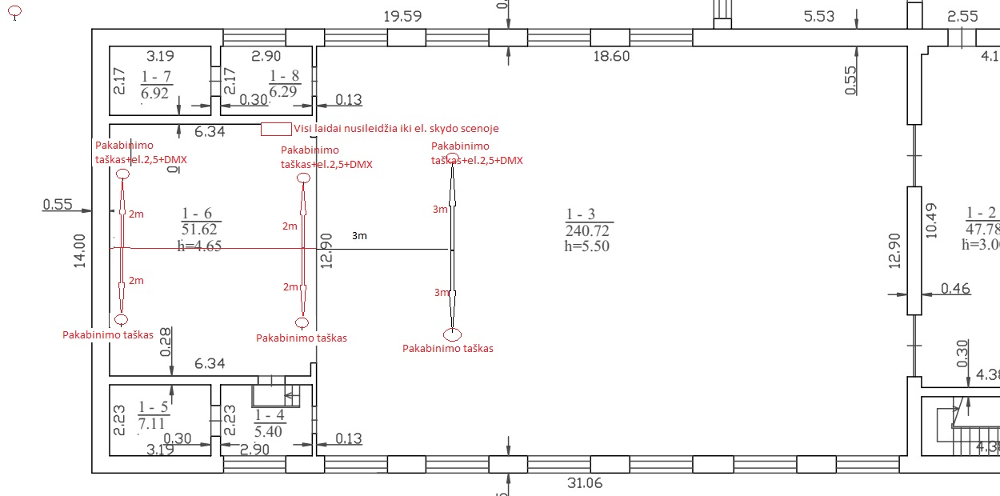 19.59
5.53
2.55
3.19
2.90
18.60
2.17
1 - 7
6.92
2.17
1 - 8
6.29
0.30
0.13
0.55
6.34
Visi laidai nusileidžia iki el. skydo scenoje
Pakabinimo
taškas+el.2,5+DMX
Pakabinimo
taškas+el.2,5+DMX
Pakabinimo
taškas+el.2,5+DMX
0.55
2m
1 - 6
51.62
h=4.65
2m
3m
3m
1 - 3
240.72
h=5.50
10.49
1 - 2
47.78
14.00
12.90
12.90
2m
2m
3m
0.46
Pakabinimo taškas
Pakabinimo taškas
Pakabinimo taškas
0.28
6.34
0.30
4.38
2.23
1 - 5
7.11
2.23
1 - 4
5.40
0.30
3.19
2.90
0.13
31.06